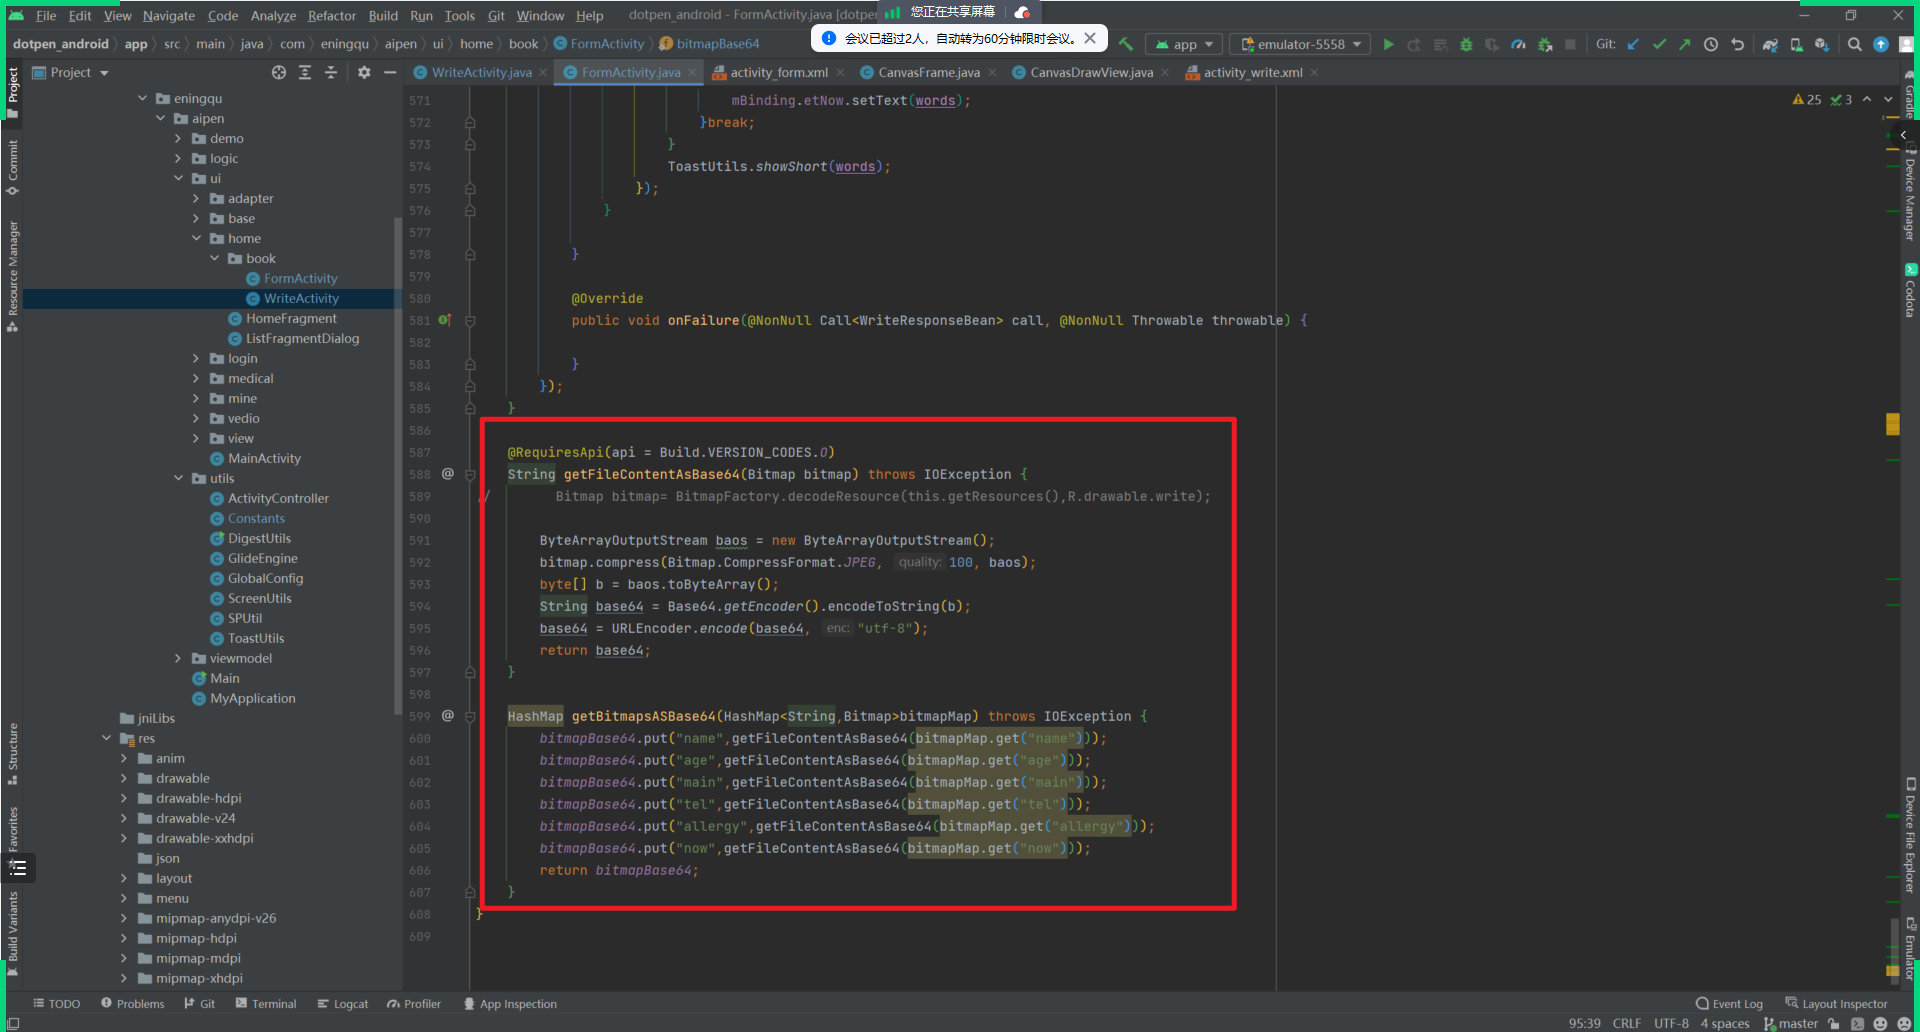 File Edit View Navigate Code Analyze Refactor Build Run Tools Git Window Help dotpen_android - FormActivity.java [dotpen
您正在共享屏幕
会议已超过2人，自动转为60分钟限时会议。
dotpen_android app src main java com eningqu aipen ui home book FormActivity bitmapBase64
app emulator-5558 Git:
Project
WriteActivity.java FormActivity.java activity_form.xml CanvasFrame.java CanvasDrawView.java activity_write.xml
25 3
Project
Commit
Resource Manager
Structure
Favorites
Build Variants
eningqu
aipen
demo
logic
ui
adapter
base
home
book
FormActivity
WriteActivity
HomeFragment
ListFragmentDialog
login
medical
mine
vedio
view
MainActivity
utils
ActivityController
Constants
DigestUtils
GlideEngine
GlobalConfig
ScreenUtils
SPUtil
ToastUtils
viewmodel
Main
MyApplication
jniLibs
res
anim
drawable
drawable-hdpi
drawable-v24
drawable-xxhdpi
json
layout
menu
mipmap-anydpi-v26
mipmap-hdpi
mipmap-mdpi
mipmap-xhdpi
571 mBinding.etNow.setText(words);
572 }break;
573 }
574 ToastUtils.showShort(words);
575 });
576 }
577
578 }
579
580 @Override
581 public void onFailure(@NonNull Call<WriteResponseBean> call, @NonNull Throwable throwable) {
582
583 }
584 });
585 }
586
587 @RequiresApi(api = Build.VERSION_CODES.O)
588 @ String getFileContentAsBase64(Bitmap bitmap) throws IOException {
589 // Bitmap bitmap= BitmapFactory.decodeResource(this.getResources(),R.drawable.write);
590
591 ByteArrayOutputStream baos = new ByteArrayOutputStream();
592 bitmap.compress(Bitmap.CompressFormat.JPEG, quality: 100, baos);
593 byte[] b = baos.toByteArray();
594 String base64 = Base64.getEncoder().encodeToString(b);
595 base64 = URLEncoder.encode(base64, enc: "utf-8");
596 return base64;
597 }
598
599 @ HashMap getBitmapsASBase64(HashMap<String,Bitmap>bitmapMap) throws IOException {
600 bitmapBase64.put("name",getFileContentAsBase64(bitmapMap.get("name")));
601 bitmapBase64.put("age",getFileContentAsBase64(bitmapMap.get("age")));
602 bitmapBase64.put("main",getFileContentAsBase64(bitmapMap.get("main")));
603 bitmapBase64.put("tel",getFileContentAsBase64(bitmapMap.get("tel")));
604 bitmapBase64.put("allergy",getFileContentAsBase64(bitmapMap.get("allergy")));
605 bitmapBase64.put("now",getFileContentAsBase64(bitmapMap.get("now")));
606 return bitmapBase64;
607 }
608 }
609
Gradle
Device Manager
Codota
Device File Explorer
Emulator
TODO Problems Git Terminal Logcat Profiler App Inspection Event Log Layout Inspector
95:39 CRLF UTF-8 4 spaces master